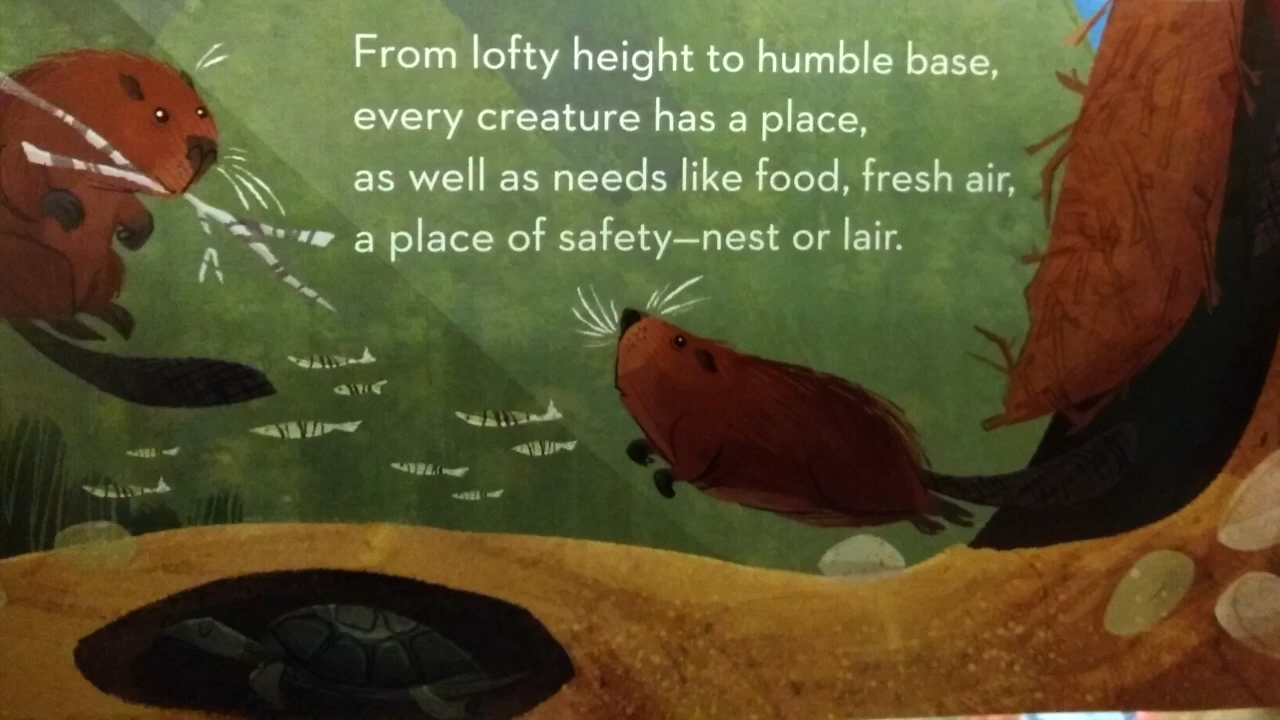 From lofty height to humble base,
every creature has a place,
as well as needs like food, fresh air,
a place of safety—nest or lair.